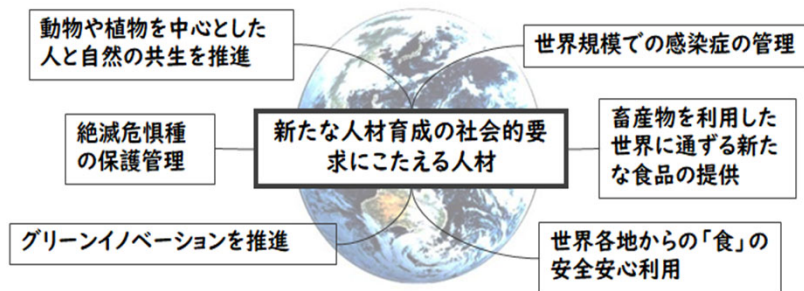 動物や植物を中心とした
人と自然の共生を推進
世界規模での感染症の管理
絶滅危惧種
の保護管理
新たな人材育成の社会的要
求にこたえる人材
畜産物を利用した
世界に通ずる新た
な食品の提供
グリーンイノベーションを推進
世界各地からの「食」の
安全安心利用